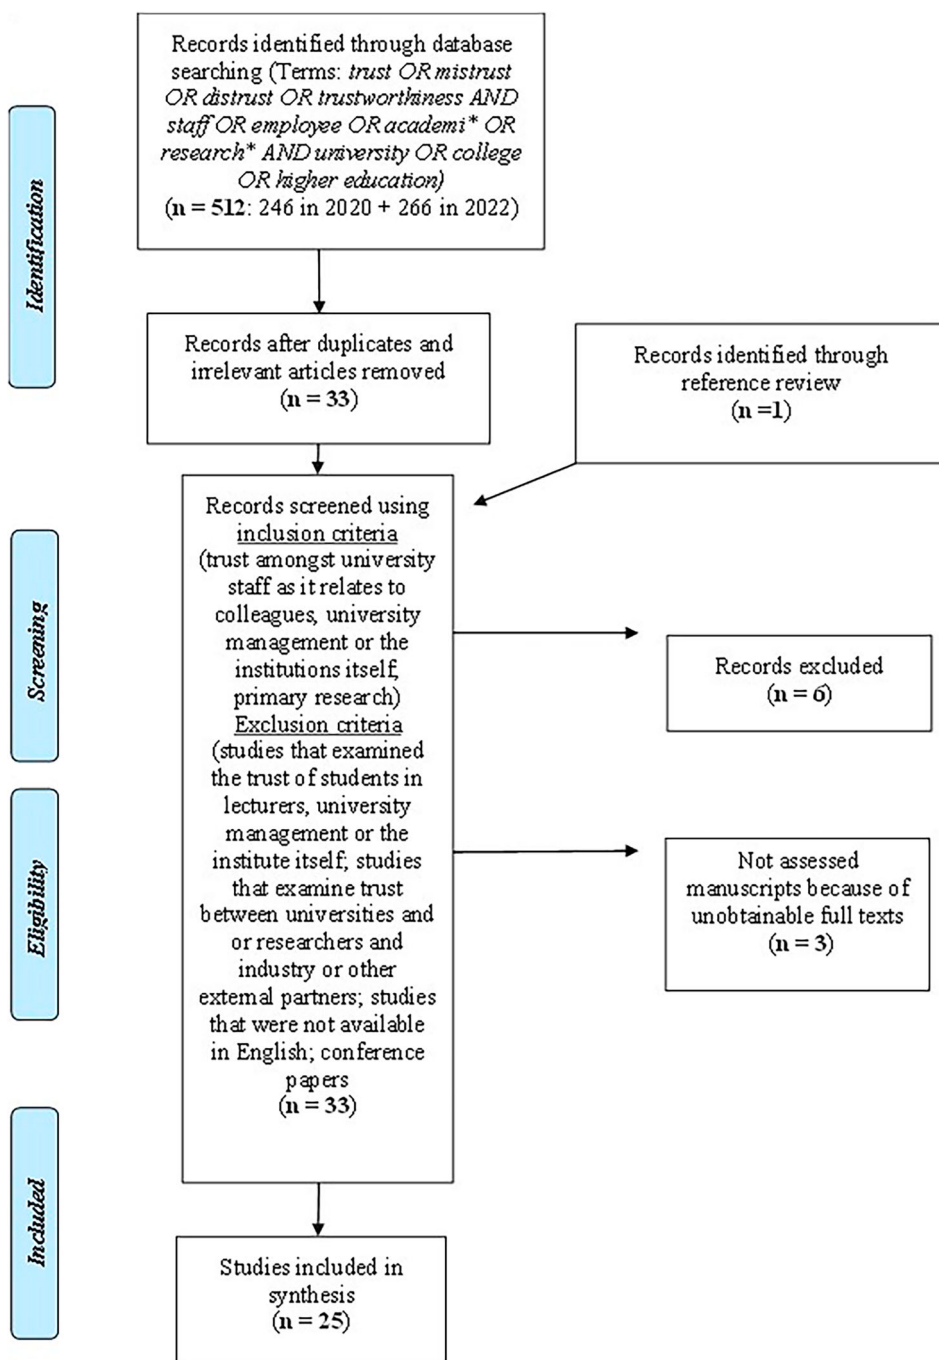 Records identified through database
searching (Terms: trust OR mistrust
OR distrust OR trustworthiness AND
staff OR employee OR academi* OR
research* AND university OR college
OR higher education)
(n = 512: 246 in 2020 + 266 in 2022)
Identification
Records after duplicates and
irrelevant articles removed
(n = 33)
Records identified through
reference review
(n =1)
Records screened using
inclusion criteria
(trust amongst university
staff as it relates to
colleagues, university
management or the
institutions itself,
primary research)
Exclusion criteria
(studies that examined
the trust of students in
lecturers, university
management or the
institute itself; studies
that examine trust
between universities and
or researchers and
industry or other
external partners; studies
that were not available
in English; conference
papers
(n = 33)
Screening
Records excluded
(n = 6)
Eligibility
Not assessed
manuscripts because of
unobtainable full texts
(n = 3)
Included
Studies included in
synthesis
(n = 25)